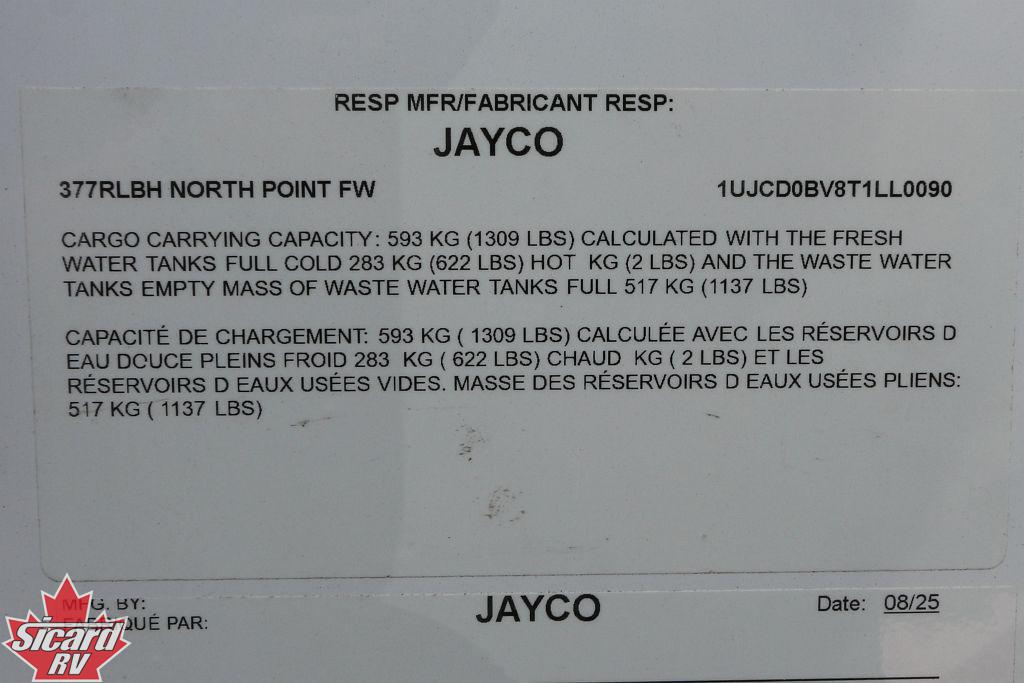 RESP MFR/FABRICANT RESP:
JAYCO
377RLBH NORTH POINT FW 1UJCD0BV8T1LL0090
CARGO CARRYING CAPACITY: 593 KG (1309 LBS) CALCULATED WITH THE FRESH
WATER TANKS FULL COLD 283 KG (622 LBS) HOT KG (2 LBS) AND THE WASTE WATER
TANKS EMPTY MASS OF WASTE WATER TANKS FULL 517 KG (1137 LBS)
CAPACITÉ DE CHARGEMENT: 593 KG ( 1309 LBS) CALCULÉE AVEC LES RÉSERVOIRS D
EAU DCUCE PLEINS FROID 283 KG ( 622 LBS) CHAUD KG ( 2 LBS) ET LES
RÉSERVOIRS D EAUX USÉES VIDES. MASSE DES RÉSERVOIRS D EAUX USÉES PLIENS:
517 KG ( 1137 LBS)
MFG. BY: JAYCO Date: 08/25
PAR:
Sicard
RV